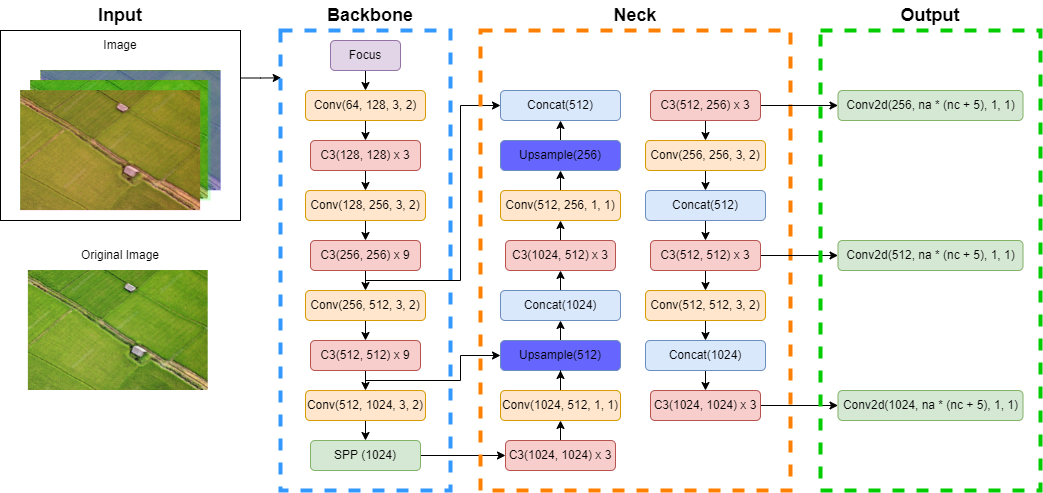 Input
Backbone
Neck
Output
Image
Original Image
Focus
Conv(64, 128, 3, 2)
C3(128, 128) x 3
Conv(128, 256, 3, 2)
C3(256, 256) x 9
Conv(256, 512, 3, 2)
C3(512, 512) x 9
Conv(512, 1024, 3, 2)
SPP (1024)
Concat(512)
Upsample(256)
Conv(512, 256, 1, 1)
C3(1024, 512) x 3
Concat(1024)
Upsample(512)
Conv(1024, 512, 1, 1)
C3(1024, 1024) x 3
C3(512, 256) x 3
Conv(256, 256, 3, 2)
Concat(512)
C3(512, 512) x 3
Conv(512, 512, 3, 2)
Concat(1024)
C3(1024, 1024) x 3
Conv2d(256, na * (nc + 5), 1, 1)
Conv2d(512, na * (nc + 5), 1, 1)
Conv2d(1024, na * (nc + 5), 1, 1)